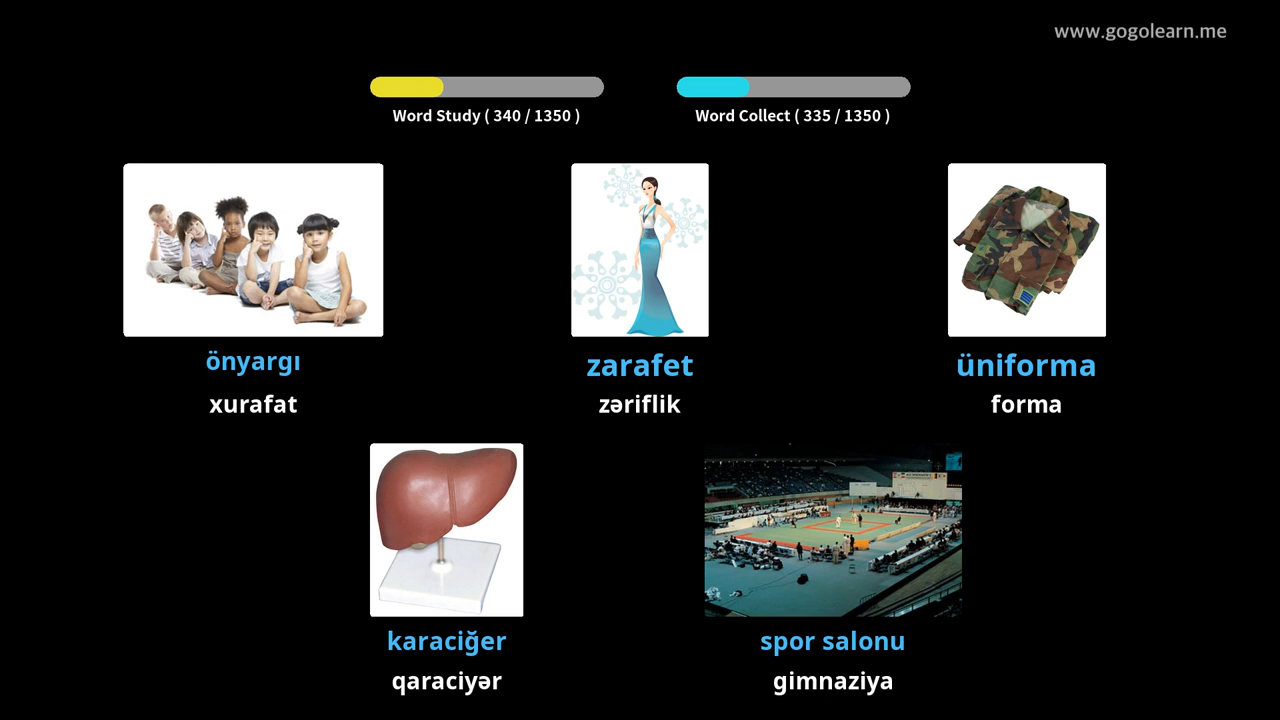 www.gogolearn.me
Word Study ( 340 / 1350 )
Word Collect ( 335 / 1350 )
önyargı
xurafat
zarafet
zəriflik
üniforma
forma
karaciğer
qaraciyər
spor salonu
gimnaziya